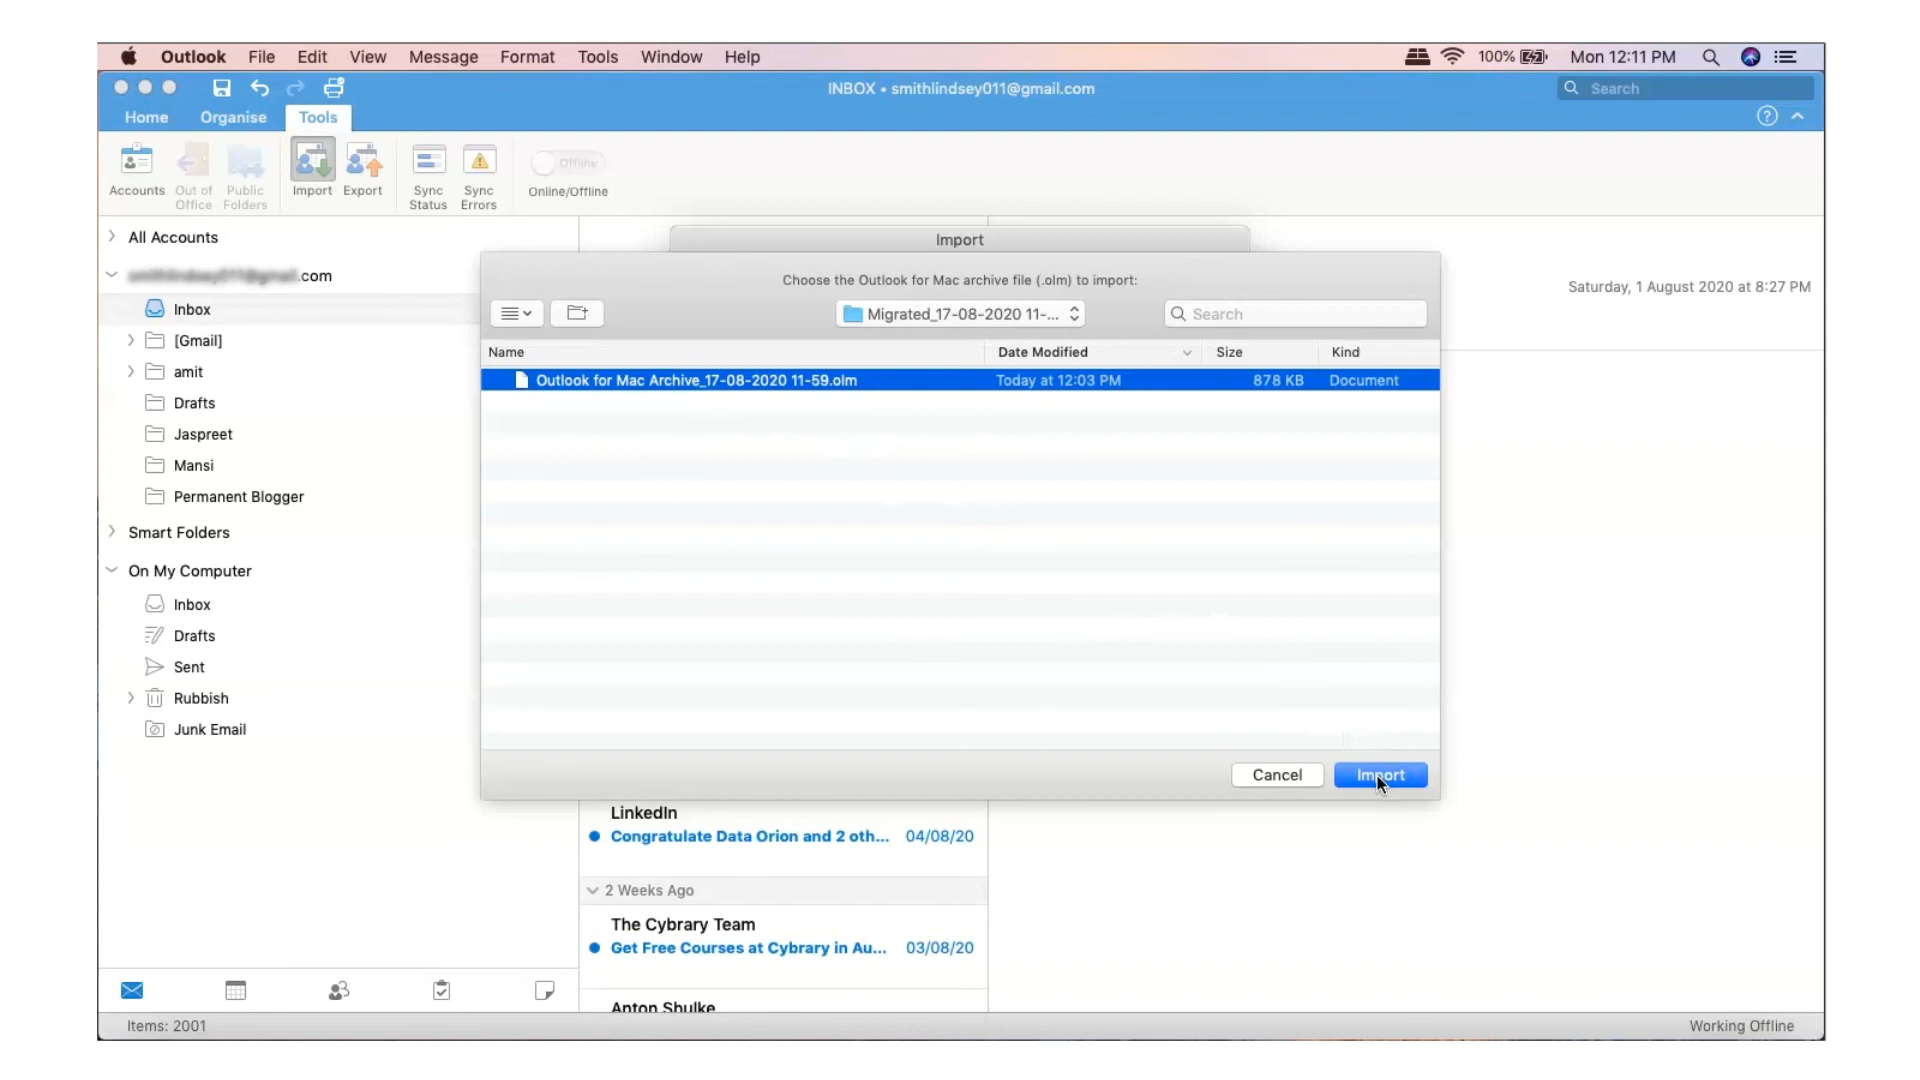 Outlook File Edit View Message Format Tools Window Help 100% Mon 12:11 PM
INBOX • smithlindsey011@gmail.com Search
Home Organise Tools
Offline
Accounts Out of Office Public Folders Import Export Sync Status Sync Errors Online/Offline
All Accounts
.com
Inbox
[Gmail]
amit
Drafts
Jaspreet
Mansi
Permanent Blogger
Smart Folders
On My Computer
Inbox
Drafts
Sent
Rubbish
Junk Email
Import
Choose the Outlook for Mac archive file (.olm) to import:
Migrated_17-08-2020 11-... Search
Name Date Modified Size Kind
Outlook for Mac Archive_17-08-2020 11-59.olm Today at 12:03 PM 878 KB Document
Cancel Import
Saturday, 1 August 2020 at 8:27 PM
LinkedIn
Congratulate Data Orion and 2 oth... 04/08/20
2 Weeks Ago
The Cybrary Team
Get Free Courses at Cybrary in Au... 03/08/20
Anton Shulke
Items: 2001 Working Offline